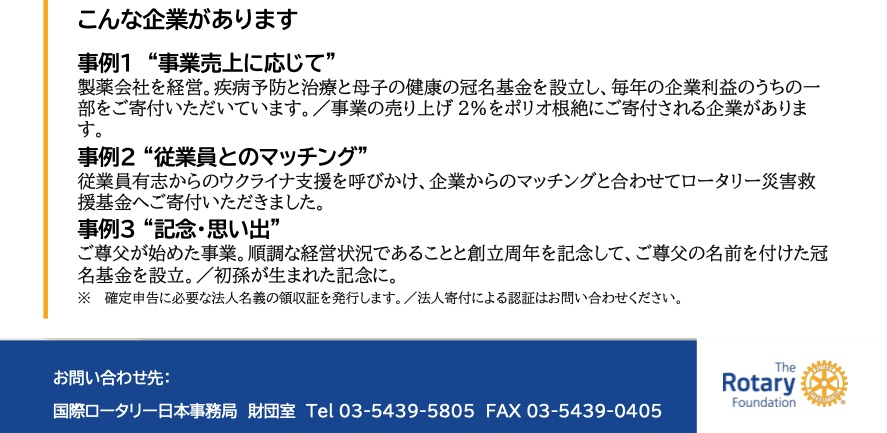 こんな企業があります
事例1 “事業売上に応じて”
製薬会社を経営。疾病予防と治療と母子の健康の冠名基金を設立し、毎年の企業利益のうちの一
部をご寄付いただいています。／事業の売り上げ2%をポリオ根絶にご寄付される企業がありま
す。
事例2 “従業員とのマッチング”
従業員有志からのウクライナ支援を呼びかけ、企業からのマッチングと合わせてロータリー災害救
援基金へご寄付いただきました。
事例3 “記念・思い出”
ご尊父が始めた事業。順調な経営状況であることと創立周年を記念して、ご尊父の名前を付けた冠
名基金を設立。／初孫が生まれた記念に。
※ 確定申告に必要な法人名義の領収証を発行します。／法人寄付による認証はお問い合わせください。
お問い合わせ先：
国際ロータリー日本事務局 財団室 Tel 03-5439-5805 FAX 03-5439-0405
The
Rotary
Foundation